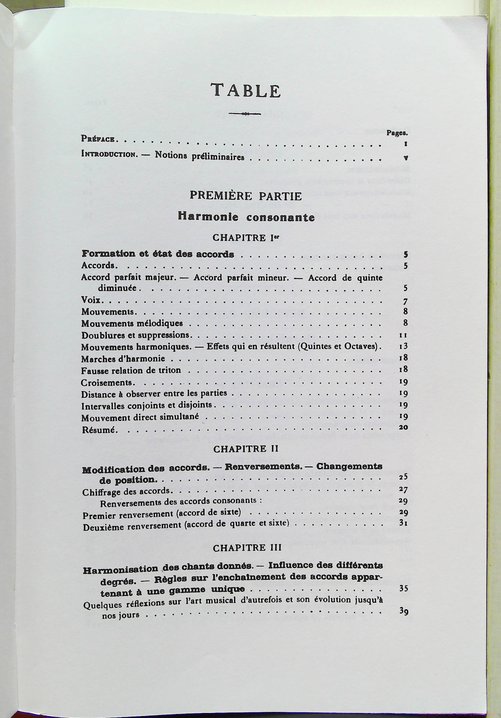 TABLE
Pages.
PRÉFACE. . . . . . . . . . . . . . . . . . . . . . . . . . . . . . I
INTRODUCTION. — Notions préliminaires . . . . . . . . . . . . . . V
PREMIÈRE PARTIE
Harmonie consonante
CHAPITRE Ier
Formation et état des accords . . . . . . . . . . . . . . . 5
Accords. . . . . . . . . . . . . . . . . . . . . . . . . . . . 5
Accord parfait majeur. — Accord parfait mineur. — Accord de quinte
diminuée . . . . . . . . . . . . . . . . . . . . . . . . . . 5
Voix. . . . . . . . . . . . . . . . . . . . . . . . . . . . . 7
Mouvements. . . . . . . . . . . . . . . . . . . . . . . . . . 8
Mouvements mélodiques . . . . . . . . . . . . . . . . . . . . 8
Doublures et suppressions. . . . . . . . . . . . . . . . . . . 11
Mouvements harmoniques. — Effets qui en résultent (Quintes et Octaves). 13
Marches d'harmonie . . . . . . . . . . . . . . . . . . . . . . 18
Fausse relation de triton . . . . . . . . . . . . . . . . . . . 18
Croisements. . . . . . . . . . . . . . . . . . . . . . . . . . 19
Distance à observer entre les parties . . . . . . . . . . . . . 19
Intervalles conjoints et disjoints. . . . . . . . . . . . . . . 19
Mouvement direct simultané . . . . . . . . . . . . . . . . . . 19
Résumé. . . . . . . . . . . . . . . . . . . . . . . . . . . . 20
CHAPITRE II
Modification des accords. — Renversements. — Changements
de position. . . . . . . . . . . . . . . . . . . . . . . . . 25
Chiffrage des accords. . . . . . . . . . . . . . . . . . . . . 27
Renversements des accords consonants : 29
Premier renversement (accord de sixte) . . . . . . . . . . . . 29
Deuxième renversement (accord de quarte et sixte) . . . . . . . 31
CHAPITRE III
Harmonisation des chants donnés. — Influence des différents
degrés. — Règles sur l'enchaînement des accords appar-
tenant à une gamme unique . . . . . . . . . . . . . . . . 35
Quelques réflexions sur l'art musical d'autrefois et son évolution jusqu'à
nos jours . . . . . . . . . . . . . . . . . . . . . . . . . 39